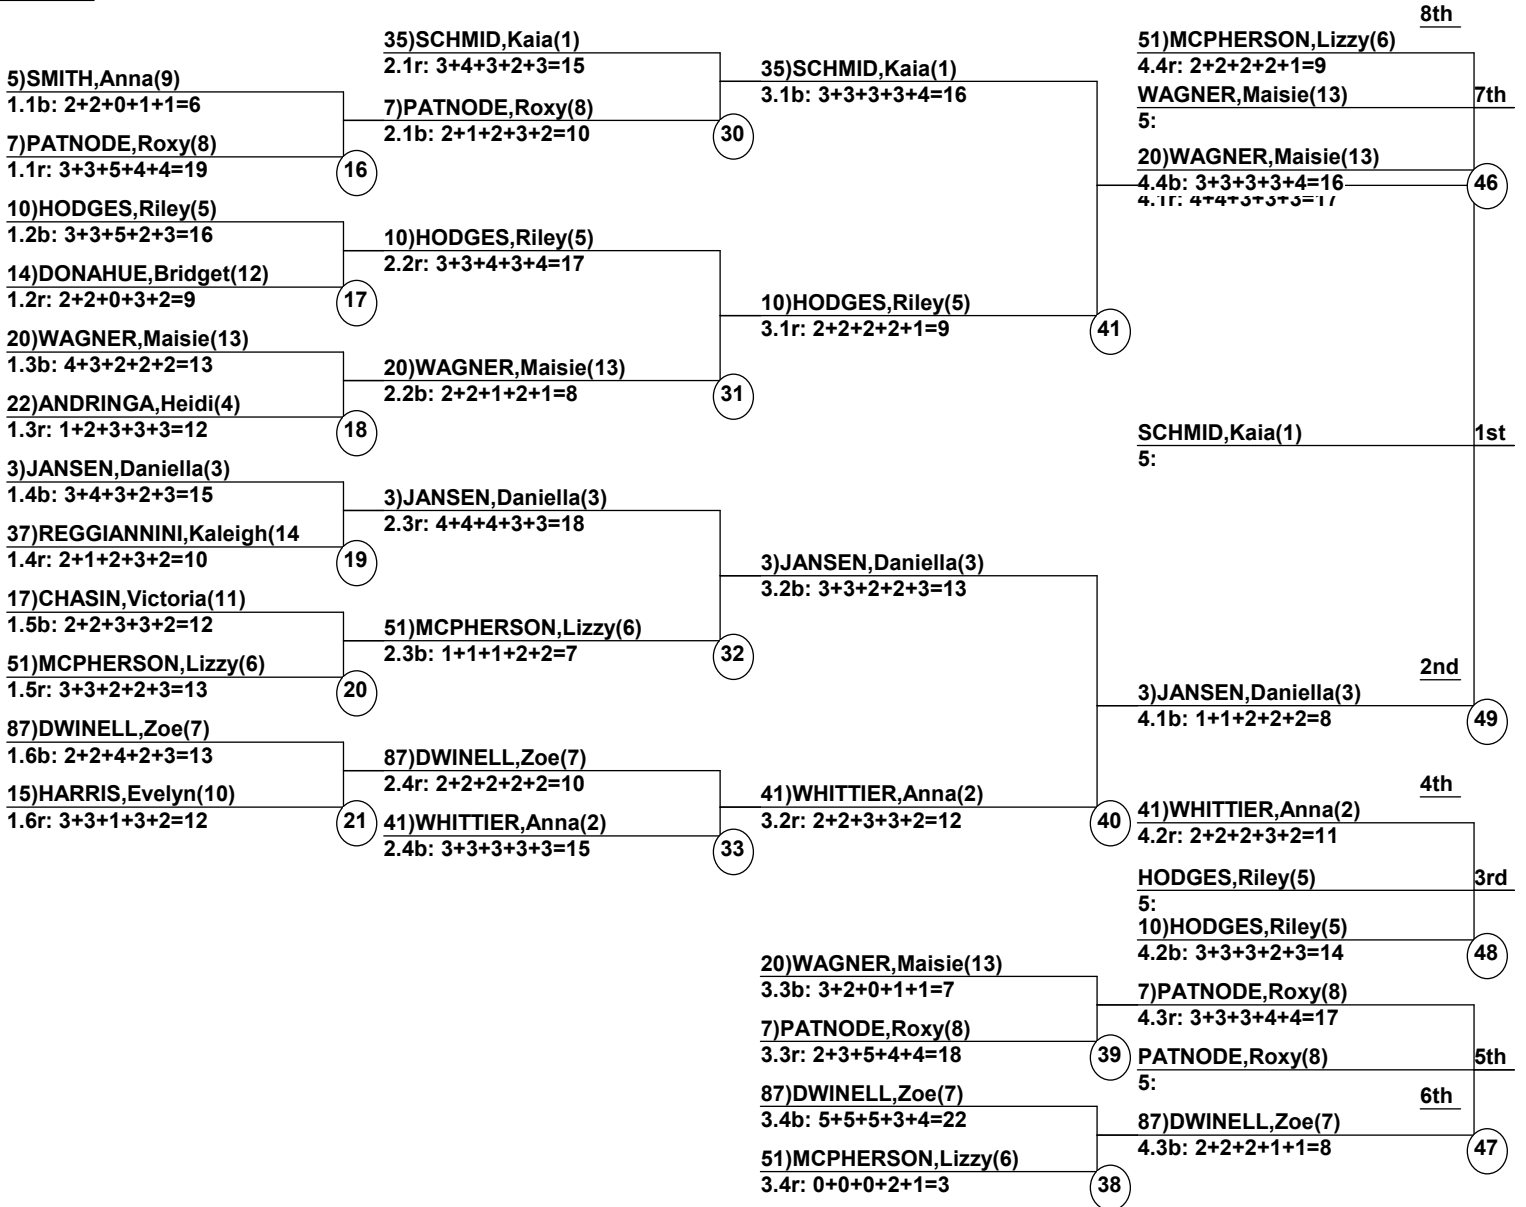 5)SMITH,Anna(9)
1.1b: 2+2+0+1+1=6
7)PATNODE,Roxy(8)
1.1r: 3+3+5+4+4=19
16
10)HODGES,Riley(5)
1.2b: 3+3+5+2+3=16
14)DONAHUE,Bridget(12)
1.2r: 2+2+0+3+2=9
17
20)WAGNER,Maisie(13)
1.3b: 4+3+2+2+2=13
22)ANDRINGA,Heidi(4)
1.3r: 1+2+3+3+3=12
18
3)JANSEN,Daniella(3)
1.4b: 3+4+3+2+3=15
37)REGGIANNINI,Kaleigh(14
1.4r: 2+1+2+3+2=10
19
17)CHASIN,Victoria(11)
1.5b: 2+2+3+3+2=12
51)MCPHERSON,Lizzy(6)
1.5r: 3+3+2+2+3=13
20
87)DWINELL,Zoe(7)
1.6b: 2+2+4+2+3=13
15)HARRIS,Evelyn(10)
1.6r: 3+3+1+3+2=12
21
35)SCHMID,Kaia(1)
2.1r: 3+4+3+2+3=15
7)PATNODE,Roxy(8)
2.1b: 2+1+2+3+2=10
30
10)HODGES,Riley(5)
2.2r: 3+3+4+3+4=17
20)WAGNER,Maisie(13)
2.2b: 2+2+1+2+1=8
31
3)JANSEN,Daniella(3)
2.3r: 4+4+4+3+3=18
51)MCPHERSON,Lizzy(6)
2.3b: 1+1+1+2+2=7
32
87)DWINELL,Zoe(7)
2.4r: 2+2+2+2+2=10
41)WHITTIER,Anna(2)
2.4b: 3+3+3+3+3=15
33
35)SCHMID,Kaia(1)
3.1b: 3+3+3+3+4=16
10)HODGES,Riley(5)
3.1r: 2+2+2+2+1=9
41
3)JANSEN,Daniella(3)
3.2b: 3+3+2+2+3=13
41)WHITTIER,Anna(2)
3.2r: 2+2+3+3+2=12
40
20)WAGNER,Maisie(13)
3.3b: 3+2+0+1+1=7
7)PATNODE,Roxy(8)
3.3r: 2+3+5+4+4=18
39
87)DWINELL,Zoe(7)
3.4b: 5+5+5+3+4=22
51)MCPHERSON,Lizzy(6)
3.4r: 0+0+0+2+1=3
38
8th
51)MCPHERSON,Lizzy(6)
4.4r: 2+2+2+2+1=9
WAGNER,Maisie(13) 7th
5:
20)WAGNER,Maisie(13)
4.4b: 3+3+3+3+4=16
46
4.1r: 4+4+3+3+3=17
SCHMID,Kaia(1) 1st
5:
2nd
3)JANSEN,Daniella(3)
4.1b: 1+1+2+2+2=8
49
4th
41)WHITTIER,Anna(2)
4.2r: 2+2+2+3+2=11
HODGES,Riley(5) 3rd
5:
10)HODGES,Riley(5)
4.2b: 3+3+3+2+3=14
48
7)PATNODE,Roxy(8)
4.3r: 3+3+3+4+4=17
PATNODE,Roxy(8) 5th
5:
6th
87)DWINELL,Zoe(7)
4.3b: 2+2+2+1+1=8
47